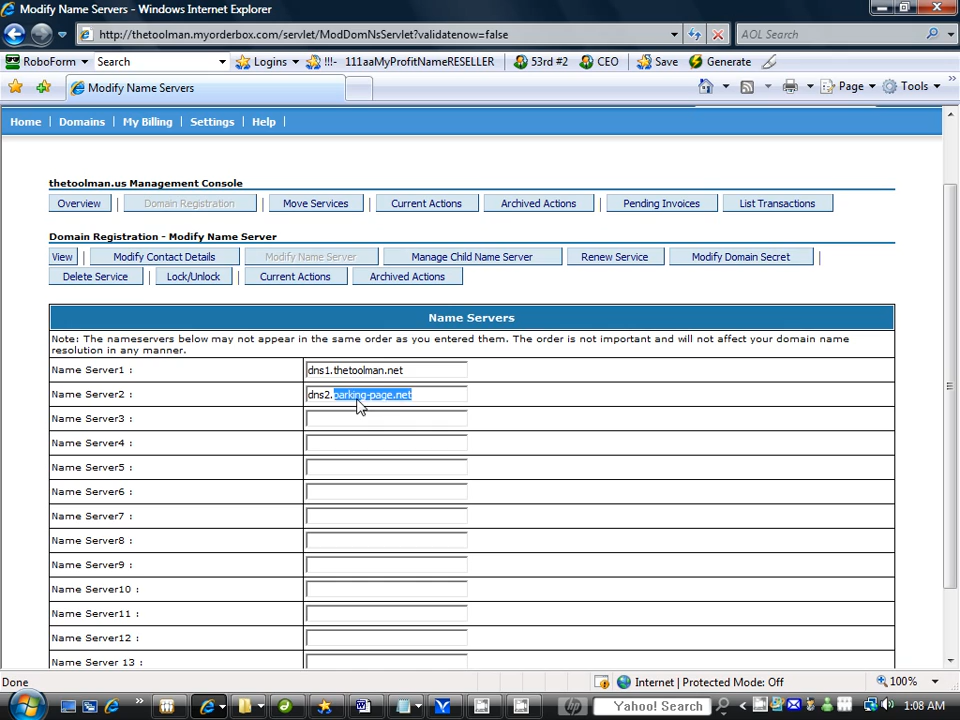 Modify Name Servers - Windows Internet Explorer
http://thetoolman.myorderbox.com/servlet/ModDomNsServlet?validatenow=false
AOL Search
RoboForm
Search
Logins
!!!- 111aaMyProfitNameRESELLER
53rd #2
CEO
Save
Generate
Modify Name Servers
Page
Tools
Home
Domains
My Billing
Settings
Help
thetoolman.us Management Console
Overview
Domain Registration
Move Services
Current Actions
Archived Actions
Pending Invoices
List Transactions
Domain Registration - Modify Name Server
View
Modify Contact Details
Modify Name Server
Manage Child Name Server
Renew Service
Modify Domain Secret
Delete Service
Lock/Unlock
Current Actions
Archived Actions
Name Servers
Note: The nameservers below may not appear in the same order as you entered them. The order is not important and will not affect your domain name
resolution in any manner.
Name Server1 : dns1.thetoolman.net
Name Server2 : dns2.parking-page.net
Name Server3 :
Name Server4 :
Name Server5 :
Name Server6 :
Name Server7 :
Name Server8 :
Name Server9 :
Name Server10 :
Name Server11 :
Name Server12 :
Name Server 13 :
Done
Internet | Protected Mode: Off
100%
Yahoo! Search
1:08 AM